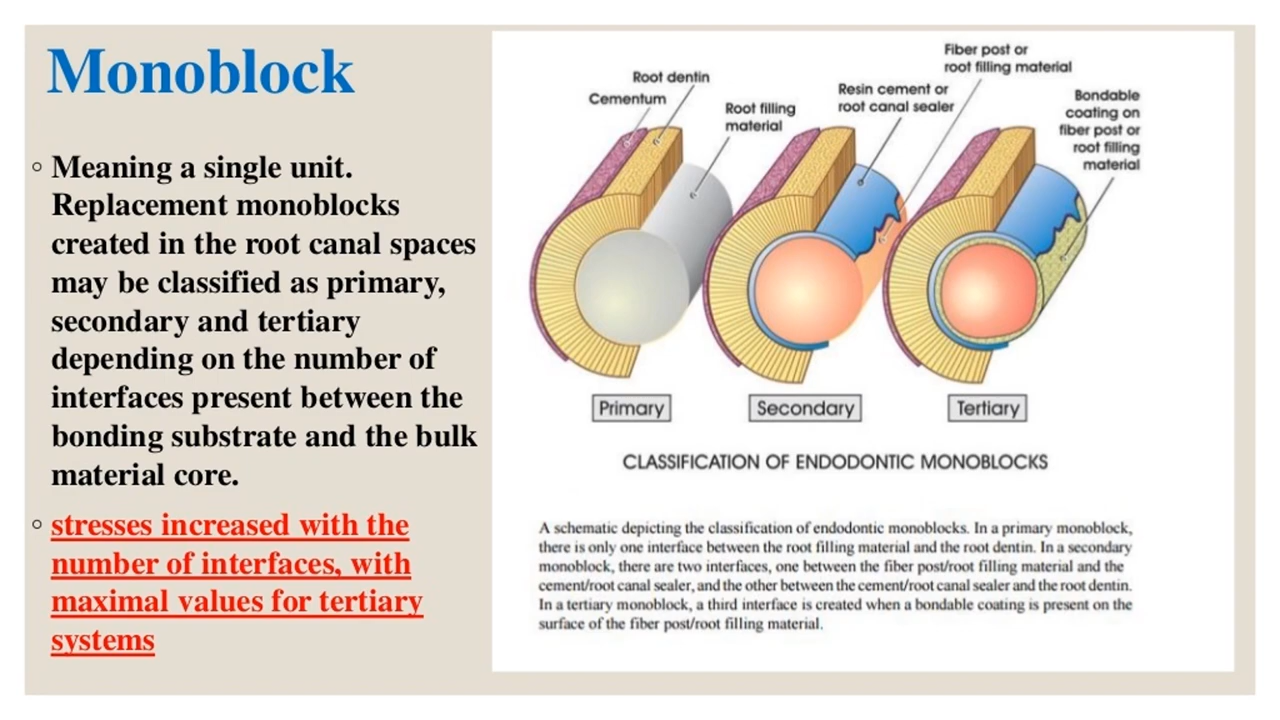 Monoblock
◦ Meaning a single unit.
Replacement monoblocks
created in the root canal spaces
may be classified as primary,
secondary and tertiary
depending on the number of
interfaces present between the
bonding substrate and the bulk
material core.
◦ stresses increased with the
number of interfaces, with
maximal values for tertiary
systems
Root dentin
Cementum
Root filling
material
Resin cement or
root canal sealer
Fiber post or
root filling material
Bondable
coating on
fiber post or
root filling
material
Primary
Secondary
Tertiary
CLASSIFICATION OF ENDODONTIC MONOBLOCKS
A schematic depicting the classification of endodontic monoblocks. In a primary monoblock,
there is only one interface between the root filling material and the root dentin. In a secondary
monoblock, there are two interfaces, one between the fiber post/root filling material and the
cement/root canal sealer, and the other between the cement/root canal sealer and the root dentin.
In a tertiary monoblock, a third interface is created when a bondable coating is present on the
surface of the fiber post/root filling material.